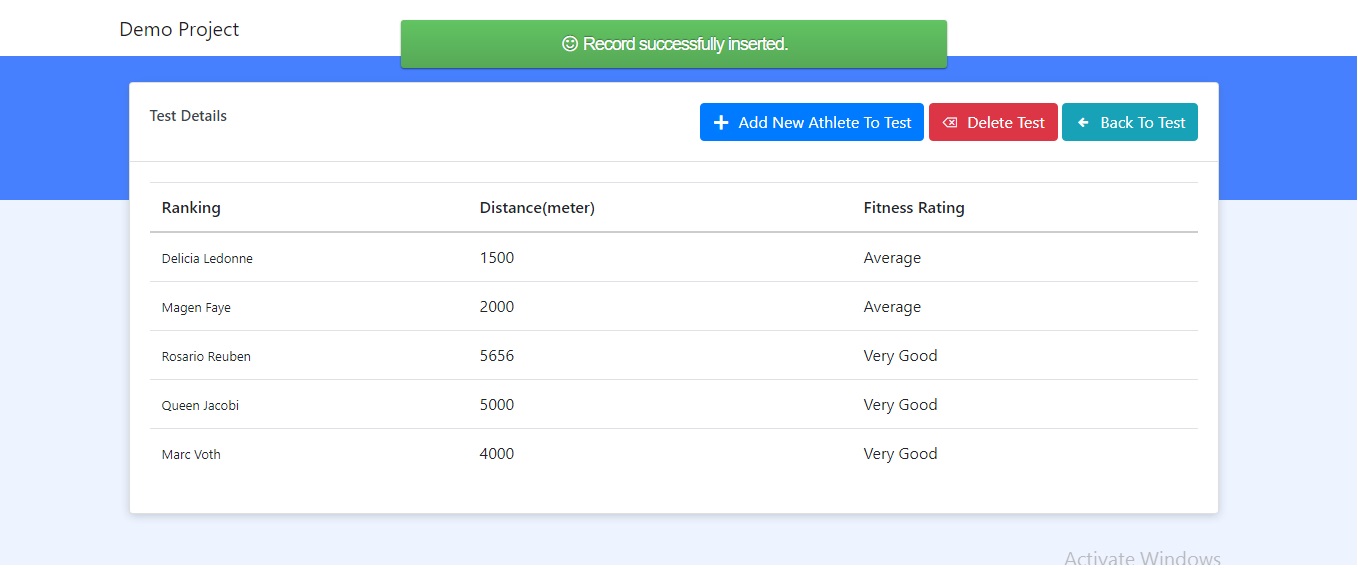 Demo Project
Record successfully inserted.
Test Details
Add New Athlete To Test
Delete Test
Back To Test
Ranking Distance(meter) Fitness Rating
Delicia Ledonne 1500 Average
Magen Faye 2000 Average
Rosario Reuben 5656 Very Good
Queen Jacobi 5000 Very Good
Marc Voth 4000 Very Good
Activate Windows